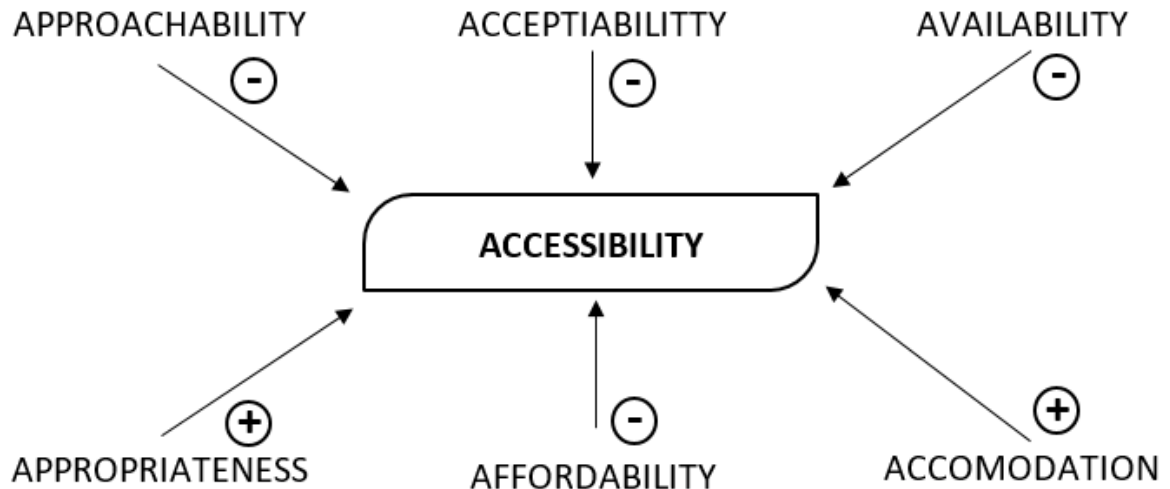 APPROACHABILITY
ACCEPTIABILITTY
AVAILABILITY
-
-
-
ACCESSIBILITY
+
-
+
APPROPRIATENESS
AFFORDABILITY
ACCOMODATION